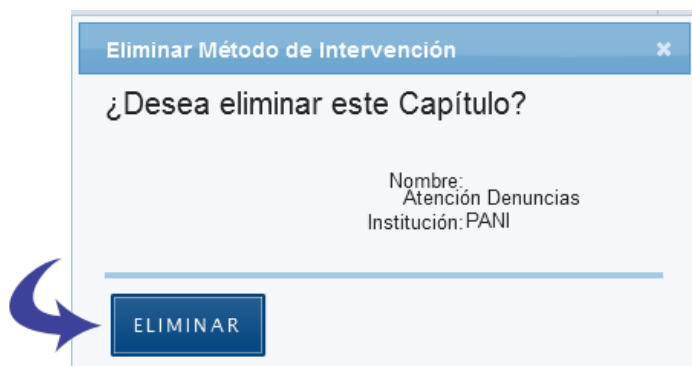 Eliminar Método de Intervención
¿Desea eliminar este Capítulo?
Nombre:
Atención Denuncias
Institución: PANI
ELIMINAR